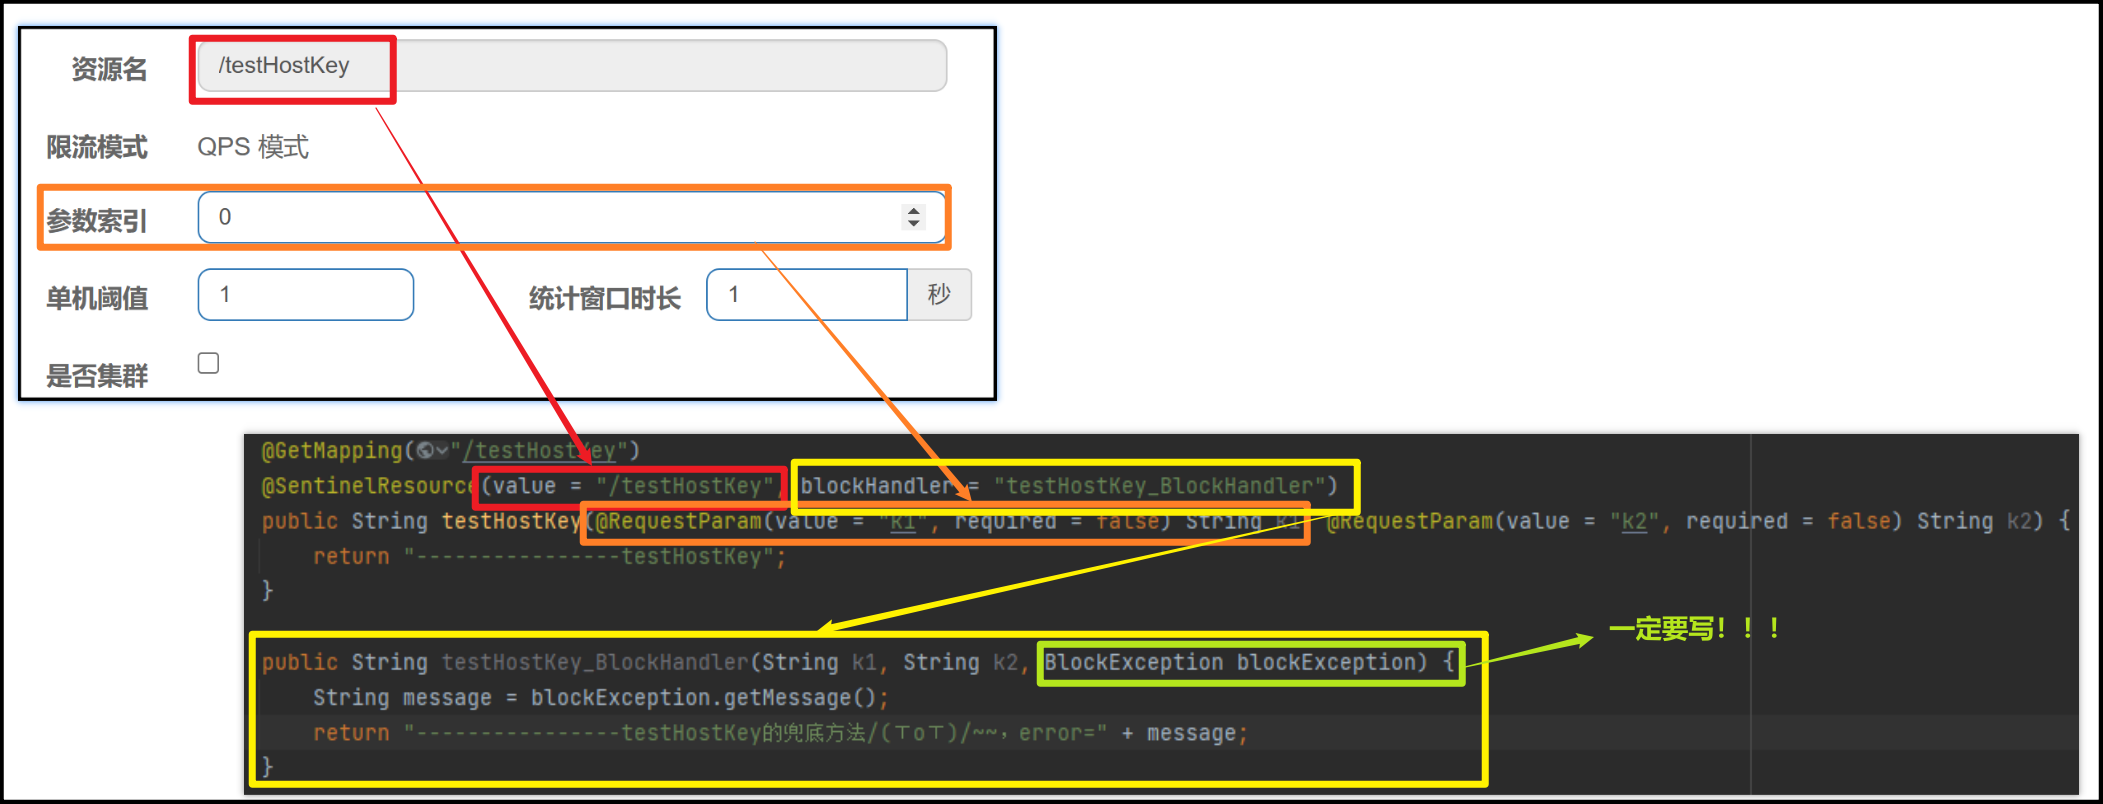 资源名 /testHostKey
限流模式 QPS 模式
参数索引 0
单机阈值 1 统计窗口时长 1 秒
是否集群
@GetMapping("/testHostKey")
@SentinelResource(value = "/testHostKey", blockHandler = "testHostKey_BlockHandler")
public String testHostKey(@RequestParam(value = "k1", required = false) String k1, @RequestParam(value = "k2", required = false) String k2) {
return "----------------testHostKey";
}
一定要写！！！
public String testHostKey_BlockHandler(String k1, String k2, BlockException blockException) {
String message = blockException.getMessage();
return "----------------testHostKey的兜底方法/(ㄒoㄒ)/~~，error=" + message;
}